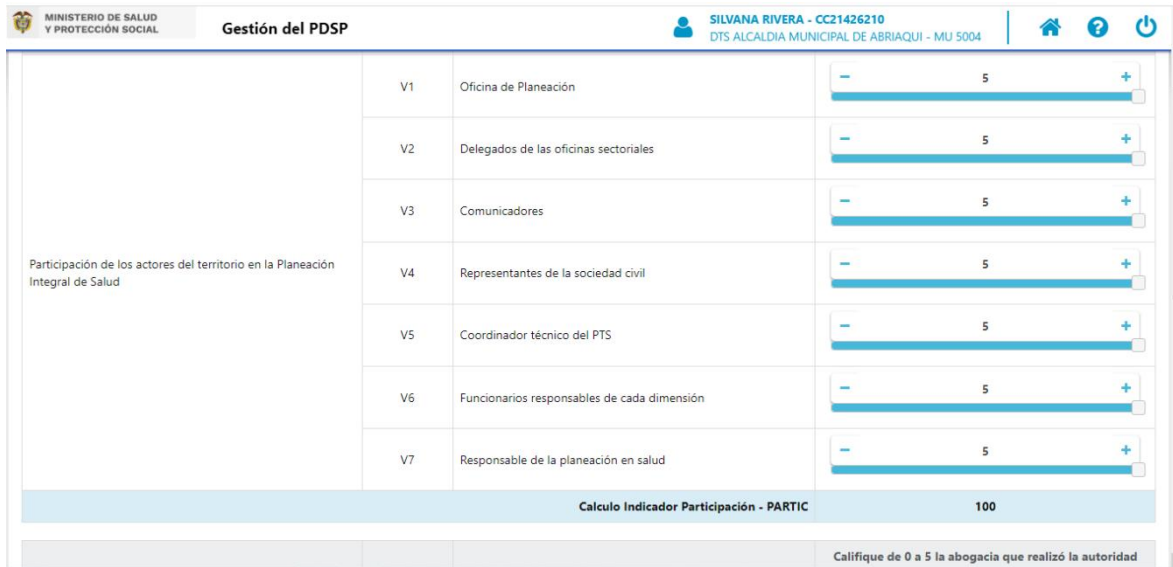 MINISTERIO DE SALUD
Y PROTECCIÓN SOCIAL
Gestión del PDSP
SILVANA RIVERA - CC21426210
DTS ALCALDIA MUNICIPAL DE ABRIAQUI - MU 5004
V1 Oficina de Planeación − 5 +
V2 Delegados de las oficinas sectoriales − 5 +
V3 Comunicadores − 5 +
Participación de los actores del territorio en la Planeación
Integral de Salud
V4 Representantes de la sociedad civil − 5 +
V5 Coordinador técnico del PTS − 5 +
V6 Funcionarios responsables de cada dimensión − 5 +
V7 Responsable de la planeación en salud − 5 +
Calculo Indicador Participación - PARTIC 100
Califique de 0 a 5 la abogacia que realizó la autoridad